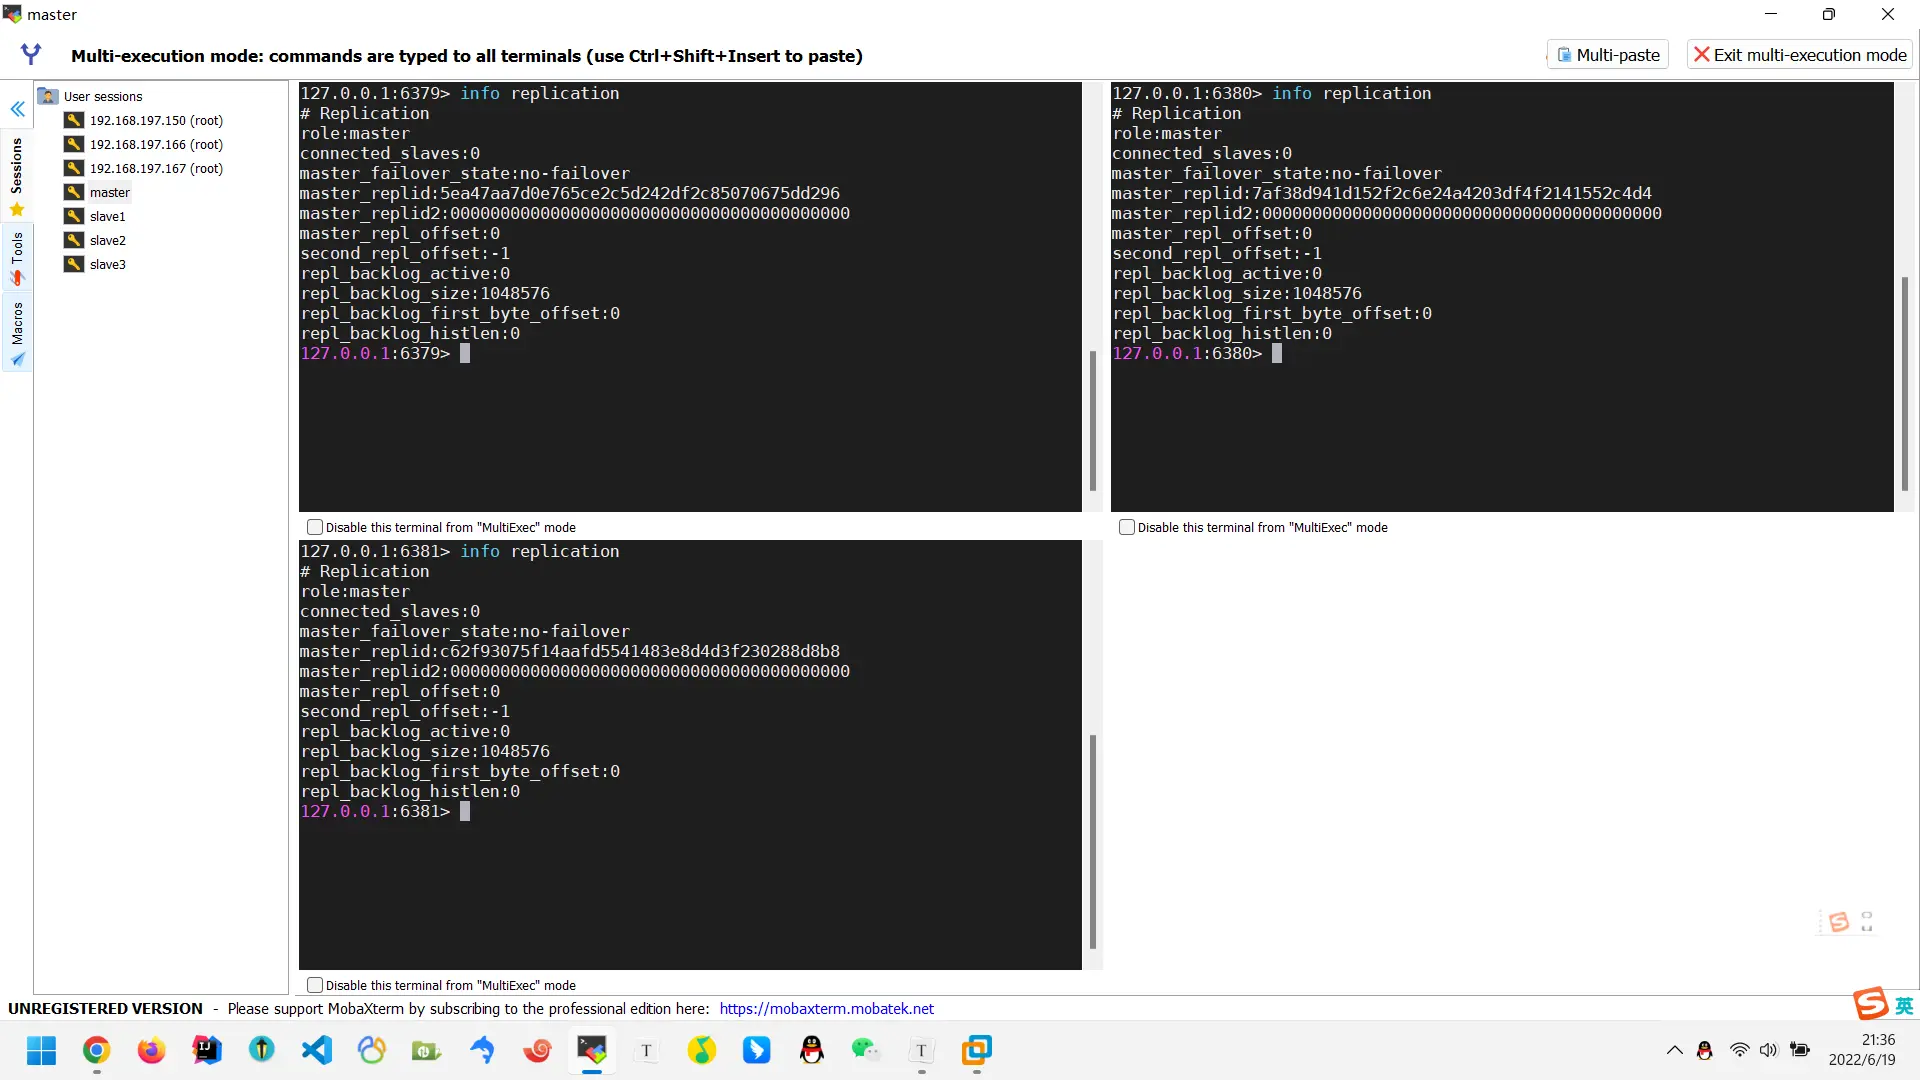 master
Multi-execution mode: commands are typed to all terminals (use Ctrl+Shift+Insert to paste)
Multi-paste
Exit multi-execution mode
Sessions
Tools
Macros
User sessions
192.168.197.150 (root)
192.168.197.166 (root)
192.168.197.167 (root)
master
slave1
slave2
slave3
127.0.0.1:6379> info replication
# Replication
role:master
connected_slaves:0
master_failover_state:no-failover
master_replid:5ea47aa7d0e765ce2c5d242df2c85070675dd296
master_replid2:0000000000000000000000000000000000000000
master_repl_offset:0
second_repl_offset:-1
repl_backlog_active:0
repl_backlog_size:1048576
repl_backlog_first_byte_offset:0
repl_backlog_histlen:0
127.0.0.1:6379>
Disable this terminal from "MultiExec" mode
127.0.0.1:6380> info replication
# Replication
role:master
connected_slaves:0
master_failover_state:no-failover
master_replid:7af38d941d152f2c6e24a4203df4f2141552c4d4
master_replid2:0000000000000000000000000000000000000000
master_repl_offset:0
second_repl_offset:-1
repl_backlog_active:0
repl_backlog_size:1048576
repl_backlog_first_byte_offset:0
repl_backlog_histlen:0
127.0.0.1:6380>
Disable this terminal from "MultiExec" mode
127.0.0.1:6381> info replication
# Replication
role:master
connected_slaves:0
master_failover_state:no-failover
master_replid:c62f93075f14aafd5541483e8d4d3f230288d8b8
master_replid2:0000000000000000000000000000000000000000
master_repl_offset:0
second_repl_offset:-1
repl_backlog_active:0
repl_backlog_size:1048576
repl_backlog_first_byte_offset:0
repl_backlog_histlen:0
127.0.0.1:6381>
Disable this terminal from "MultiExec" mode
UNREGISTERED VERSION - Please support MobaXterm by subscribing to the professional edition here: https://mobaxterm.mobatek.net
英
21:36
2022/6/19